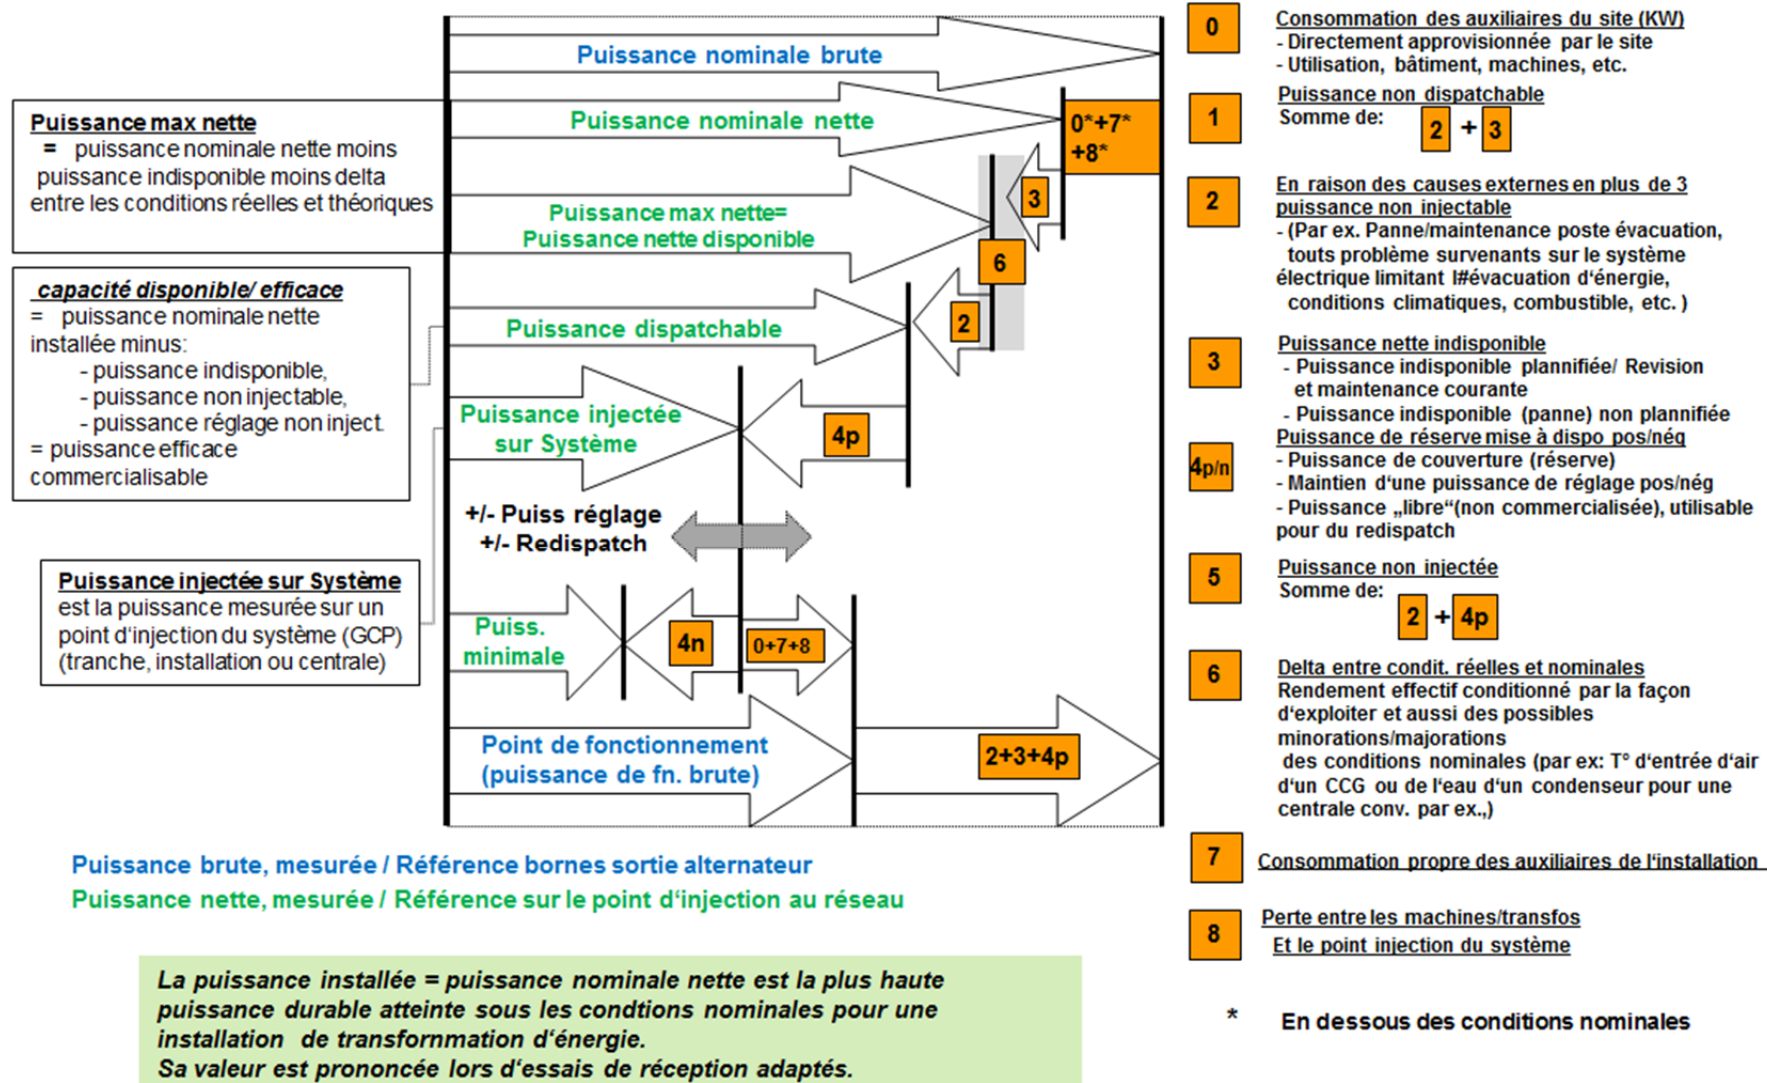 Puissance nominale brute
Puissance nominale nette
0*+7*
+8*
3
Puissance max nette=
Puissance nette disponible
6
Puissance dispatchable
2
Puissance injectée
sur Système
4p
+/- Puiss réglage
+/- Redispatch
Puiss.
minimale
4n
0+7+8
Point de fonctionnement
(puissance de fn. brute)
2+3+4p
Puissance max nette
= puissance nominale nette moins
puissance indisponible moins delta
entre les conditions réelles et théoriques
capacité disponible/ efficace
= puissance nominale nette
installée minus:
- puissance indisponible,
- puissance non injectable,
- puissance réglage non inject.
= puissance efficace
commercialisable
Puissance injectée sur Système
est la puissance mesurée sur un
point d‘injection du système (GCP)
(tranche, installation ou centrale)
Puissance brute, mesurée / Référence bornes sortie alternateur
Puissance nette, mesurée / Référence sur le point d‘injection au réseau
La puissance installée = puissance nominale nette est la plus haute
puissance durable atteinte sous les condtions nominales pour une
installation de transfornmation d‘énergie.
Sa valeur est prononcée lors d‘essais de réception adaptés.
0
Consommation des auxiliaires du site (KW)
- Directement approvisionnée par le site
- Utilisation, bâtiment, machines, etc.
1
Puissance non dispatchable
Somme de: 2 + 3
2
En raison des causes externes en plus de 3
puissance non injectable
- (Par ex. Panne/maintenance poste évacuation,
touts problème survenants sur le système
électrique limitant l#évacuation d‘énergie,
conditions climatiques, combustible, etc. )
3
Puissance nette indisponible
- Puissance indisponible plannifiée/ Revision
et maintenance courante
- Puissance indisponible (panne) non plannifiée
4p/n
Puissance de réserve mise à dispo pos/nég
- Puissance de couverture (réserve)
- Maintien d‘une puissance de réglage pos/nég
- Puissance „libre“(non commercialisée), utilisable
pour du redispatch
5
Puissance non injectée
Somme de: 2 + 4p
6
Delta entre condit. réelles et nominales
Rendement effectif conditionné par la façon
d‘exploiter et aussi des possibles
minorations/majorations
des conditions nominales (par ex: T° d‘entrée d‘air
d‘un CCG ou de l‘eau d‘un condenseur pour une
centrale conv. par ex.,)
7
Consommation propre des auxiliaires de l‘installation
8
Perte entre les machines/transfos
Et le point injection du système
* En dessous des conditions nominales